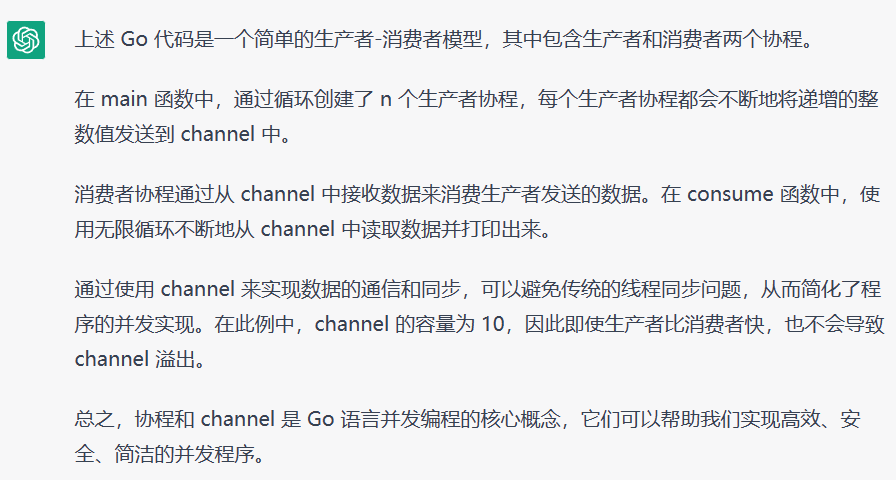 上述 Go 代码是一个简单的生产者-消费者模型，其中包含生产者和消费者两个协程。
在 main 函数中，通过循环创建了 n 个生产者协程，每个生产者协程都会不断地将递增的整
数值发送到 channel 中。
消费者协程通过从 channel 中接收数据来消费生产者发送的数据。在 consume 函数中，使
用无限循环不断地从 channel 中读取数据并打印出来。
通过使用 channel 来实现数据的通信和同步，可以避免传统的线程同步问题，从而简化了程
序的并发实现。在此例中，channel 的容量为 10，因此即使生产者比消费者快，也不会导致
channel 溢出。
总之，协程和 channel 是 Go 语言并发编程的核心概念，它们可以帮助我们实现高效、安
全、简洁的并发程序。